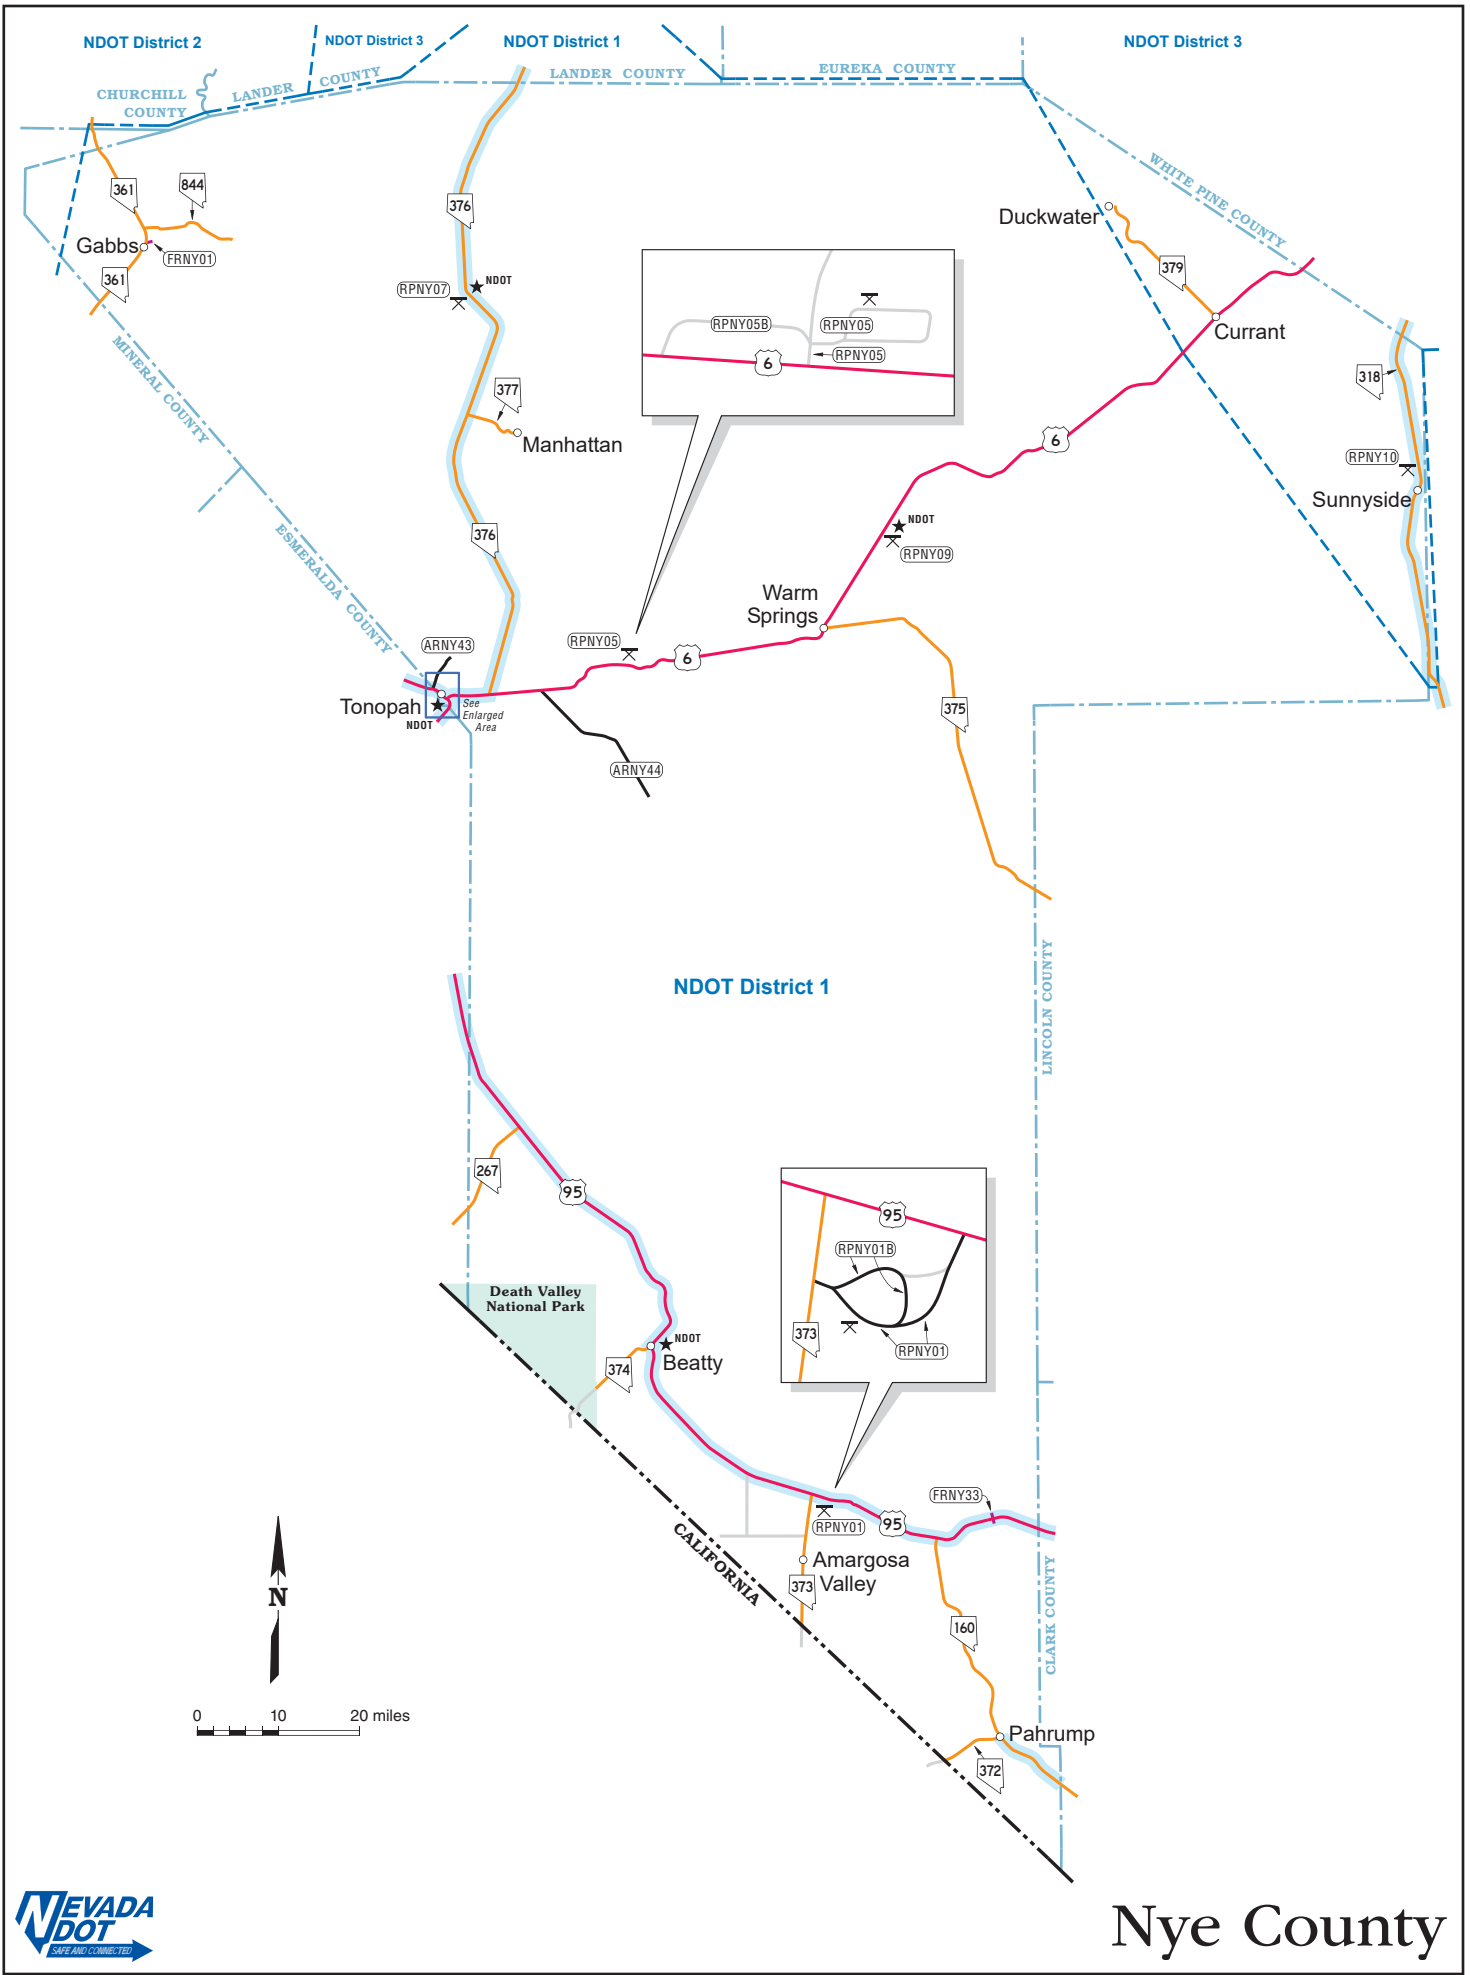 NDOT District 2
NDOT District 3
NDOT District 1
NDOT District 3
CHURCHILL
COUNTY
LANDER COUNTY
LANDER COUNTY
EUREKA COUNTY
WHITE PINE COUNTY
361
844
Gabbs
FRNY01
361
376
RPNY07
NDOT
377
Manhattan
376
MINERAL COUNTY
ESMERALDA COUNTY
RPNY05B
RPNY05
RPNY05
6
Duckwater
379
Currant
318
RPNY10
Sunnyside
6
NDOT
RPNY09
Warm
Springs
ARNY43
RPNY05
6
Tonopah
NDOT
See
Enlarged
Area
375
ARNY44
NDOT District 1
LINCOLN COUNTY
267
95
95
RPNY01B
373
RPNY01
Death Valley
National Park
NDOT
Beatty
374
FRNY33
RPNY01
95
CALIFORNIA
Amargosa
Valley
373
160
CLARK COUNTY
N
0 10 20 miles
Pahrump
372
NEVADA
DOT
SAFE AND CONNECTED
Nye County